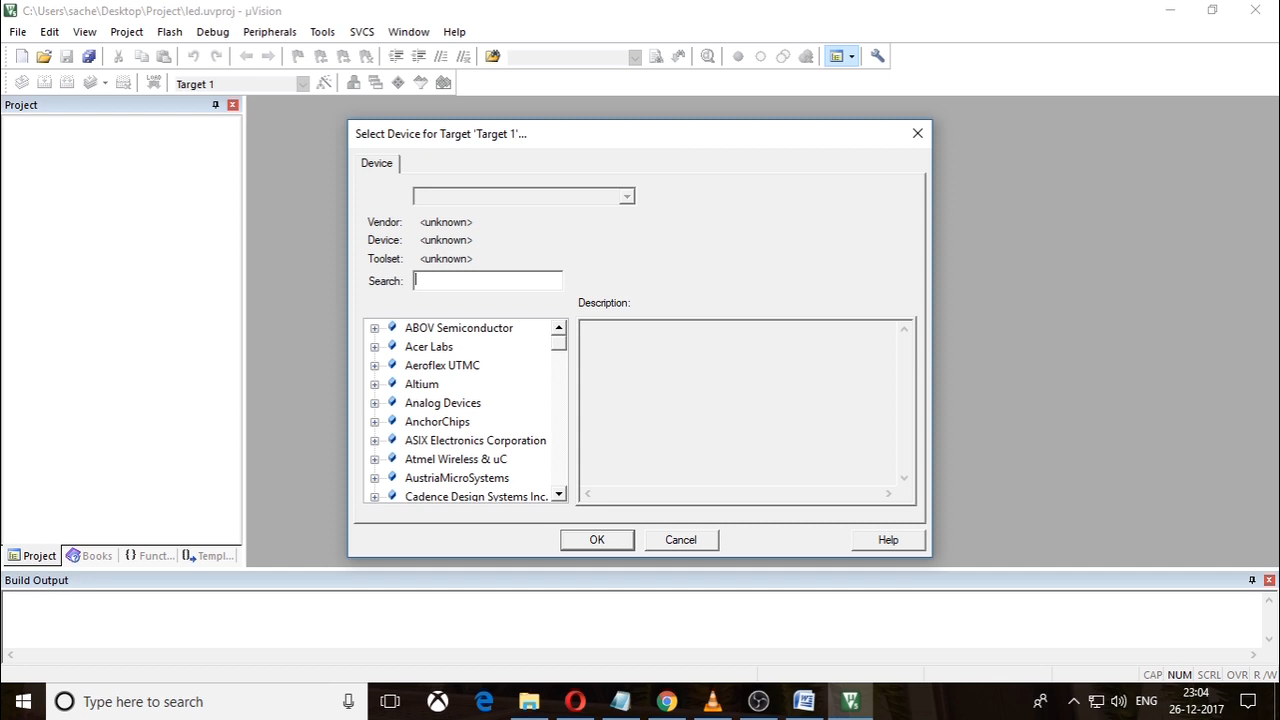 C:\Users\sache\Desktop\Project\led.uvproj - µVision
File Edit View Project Flash Debug Peripherals Tools SVCS Window Help
LOAD Target 1
Project
Select Device for Target 'Target 1'...
Device
Vendor: <unknown>
Device: <unknown>
Toolset: <unknown>
Search:
Description:
ABOV Semiconductor
Acer Labs
Aeroflex UTMC
Altium
Analog Devices
AnchorChips
ASIX Electronics Corporation
Atmel Wireless & uC
AustriaMicroSystems
Cadence Design Systems Inc.
OK Cancel Help
Project Books {} Funct... Templ...
Build Output
CAP NUM SCRL OVR R/W
Type here to search
ENG
23:04
26-12-2017